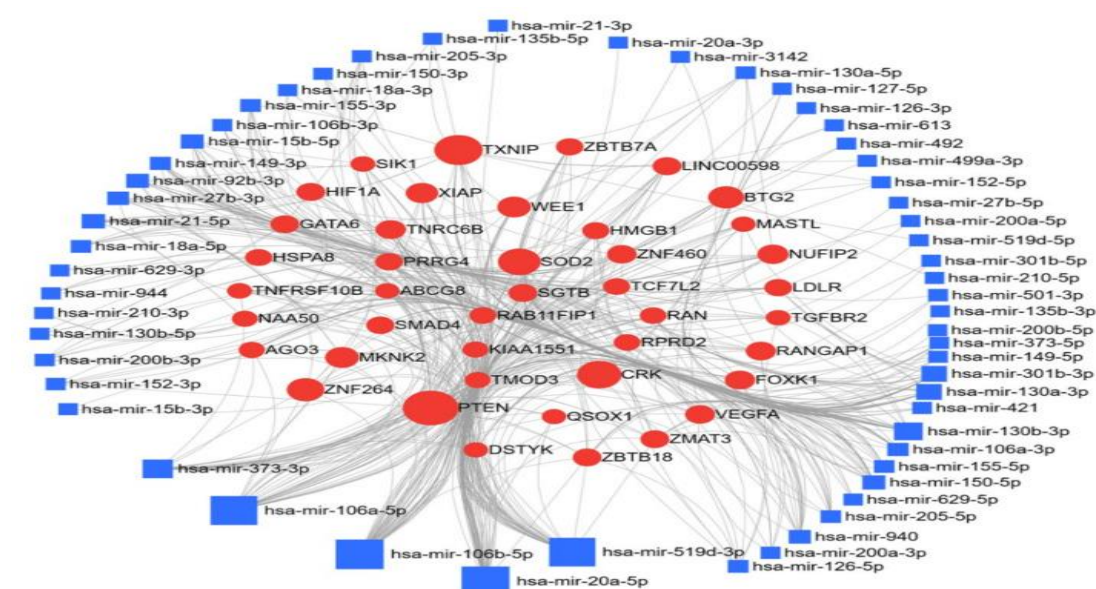 hsa-mir-21-3p
hsa-mir-135b-5p
hsa-mir-20a-3p
hsa-mir-205-3p
hsa-mir-3142
hsa-mir-150-3p
hsa-mir-130a-5p
hsa-mir-18a-3p
hsa-mir-127-5p
hsa-mir-155-3p
hsa-mir-126-3p
hsa-mir-106b-3p
hsa-mir-613
hsa-mir-15b-5p
hsa-mir-492
TXNIP
ZBTB7A
hsa-mir-149-3p
SIK1
LINC00598
hsa-mir-499a-3p
hsa-mir-92b-3p
hsa-mir-152-5p
HIF1A
XIAP
BTG2
hsa-mir-27b-3p
WEE1
hsa-mir-27b-5p
hsa-mir-21-5p
GATA6
TNRC6B
HMGB1
MASTL
hsa-mir-200a-5p
hsa-mir-18a-5p
hsa-mir-519d-5p
HSPA8
PRRG4
SOD2
ZNF460
NUFIP2
hsa-mir-301b-5p
hsa-mir-629-3p
hsa-mir-210-5p
TNFRSF10B
ABCG8
SGTB
TCF7L2
LDLR
hsa-mir-944
hsa-mir-501-3p
hsa-mir-210-3p
hsa-mir-135b-3p
NAA50
SMAD4
RAB11FIP1
RAN
TGFBR2
hsa-mir-130b-5p
hsa-mir-200b-5p
hsa-mir-373-5p
AGO3
MKNK2
KIAA1551
RPRD2
RANGAP1
hsa-mir-149-5p
hsa-mir-200b-3p
hsa-mir-301b-3p
hsa-mir-152-3p
ZNF264
TMOD3
CRK
FOXK1
hsa-mir-130a-3p
hsa-mir-15b-3p
PTEN
QSOX1
VEGFA
hsa-mir-421
hsa-mir-130b-3p
ZMAT3
DSTYK
ZBTB18
hsa-mir-106a-3p
hsa-mir-373-3p
hsa-mir-155-5p
hsa-mir-150-5p
hsa-mir-629-5p
hsa-mir-106a-5p
hsa-mir-205-5p
hsa-mir-940
hsa-mir-106b-5p
hsa-mir-519d-3p
hsa-mir-200a-3p
hsa-mir-126-5p
hsa-mir-20a-5p